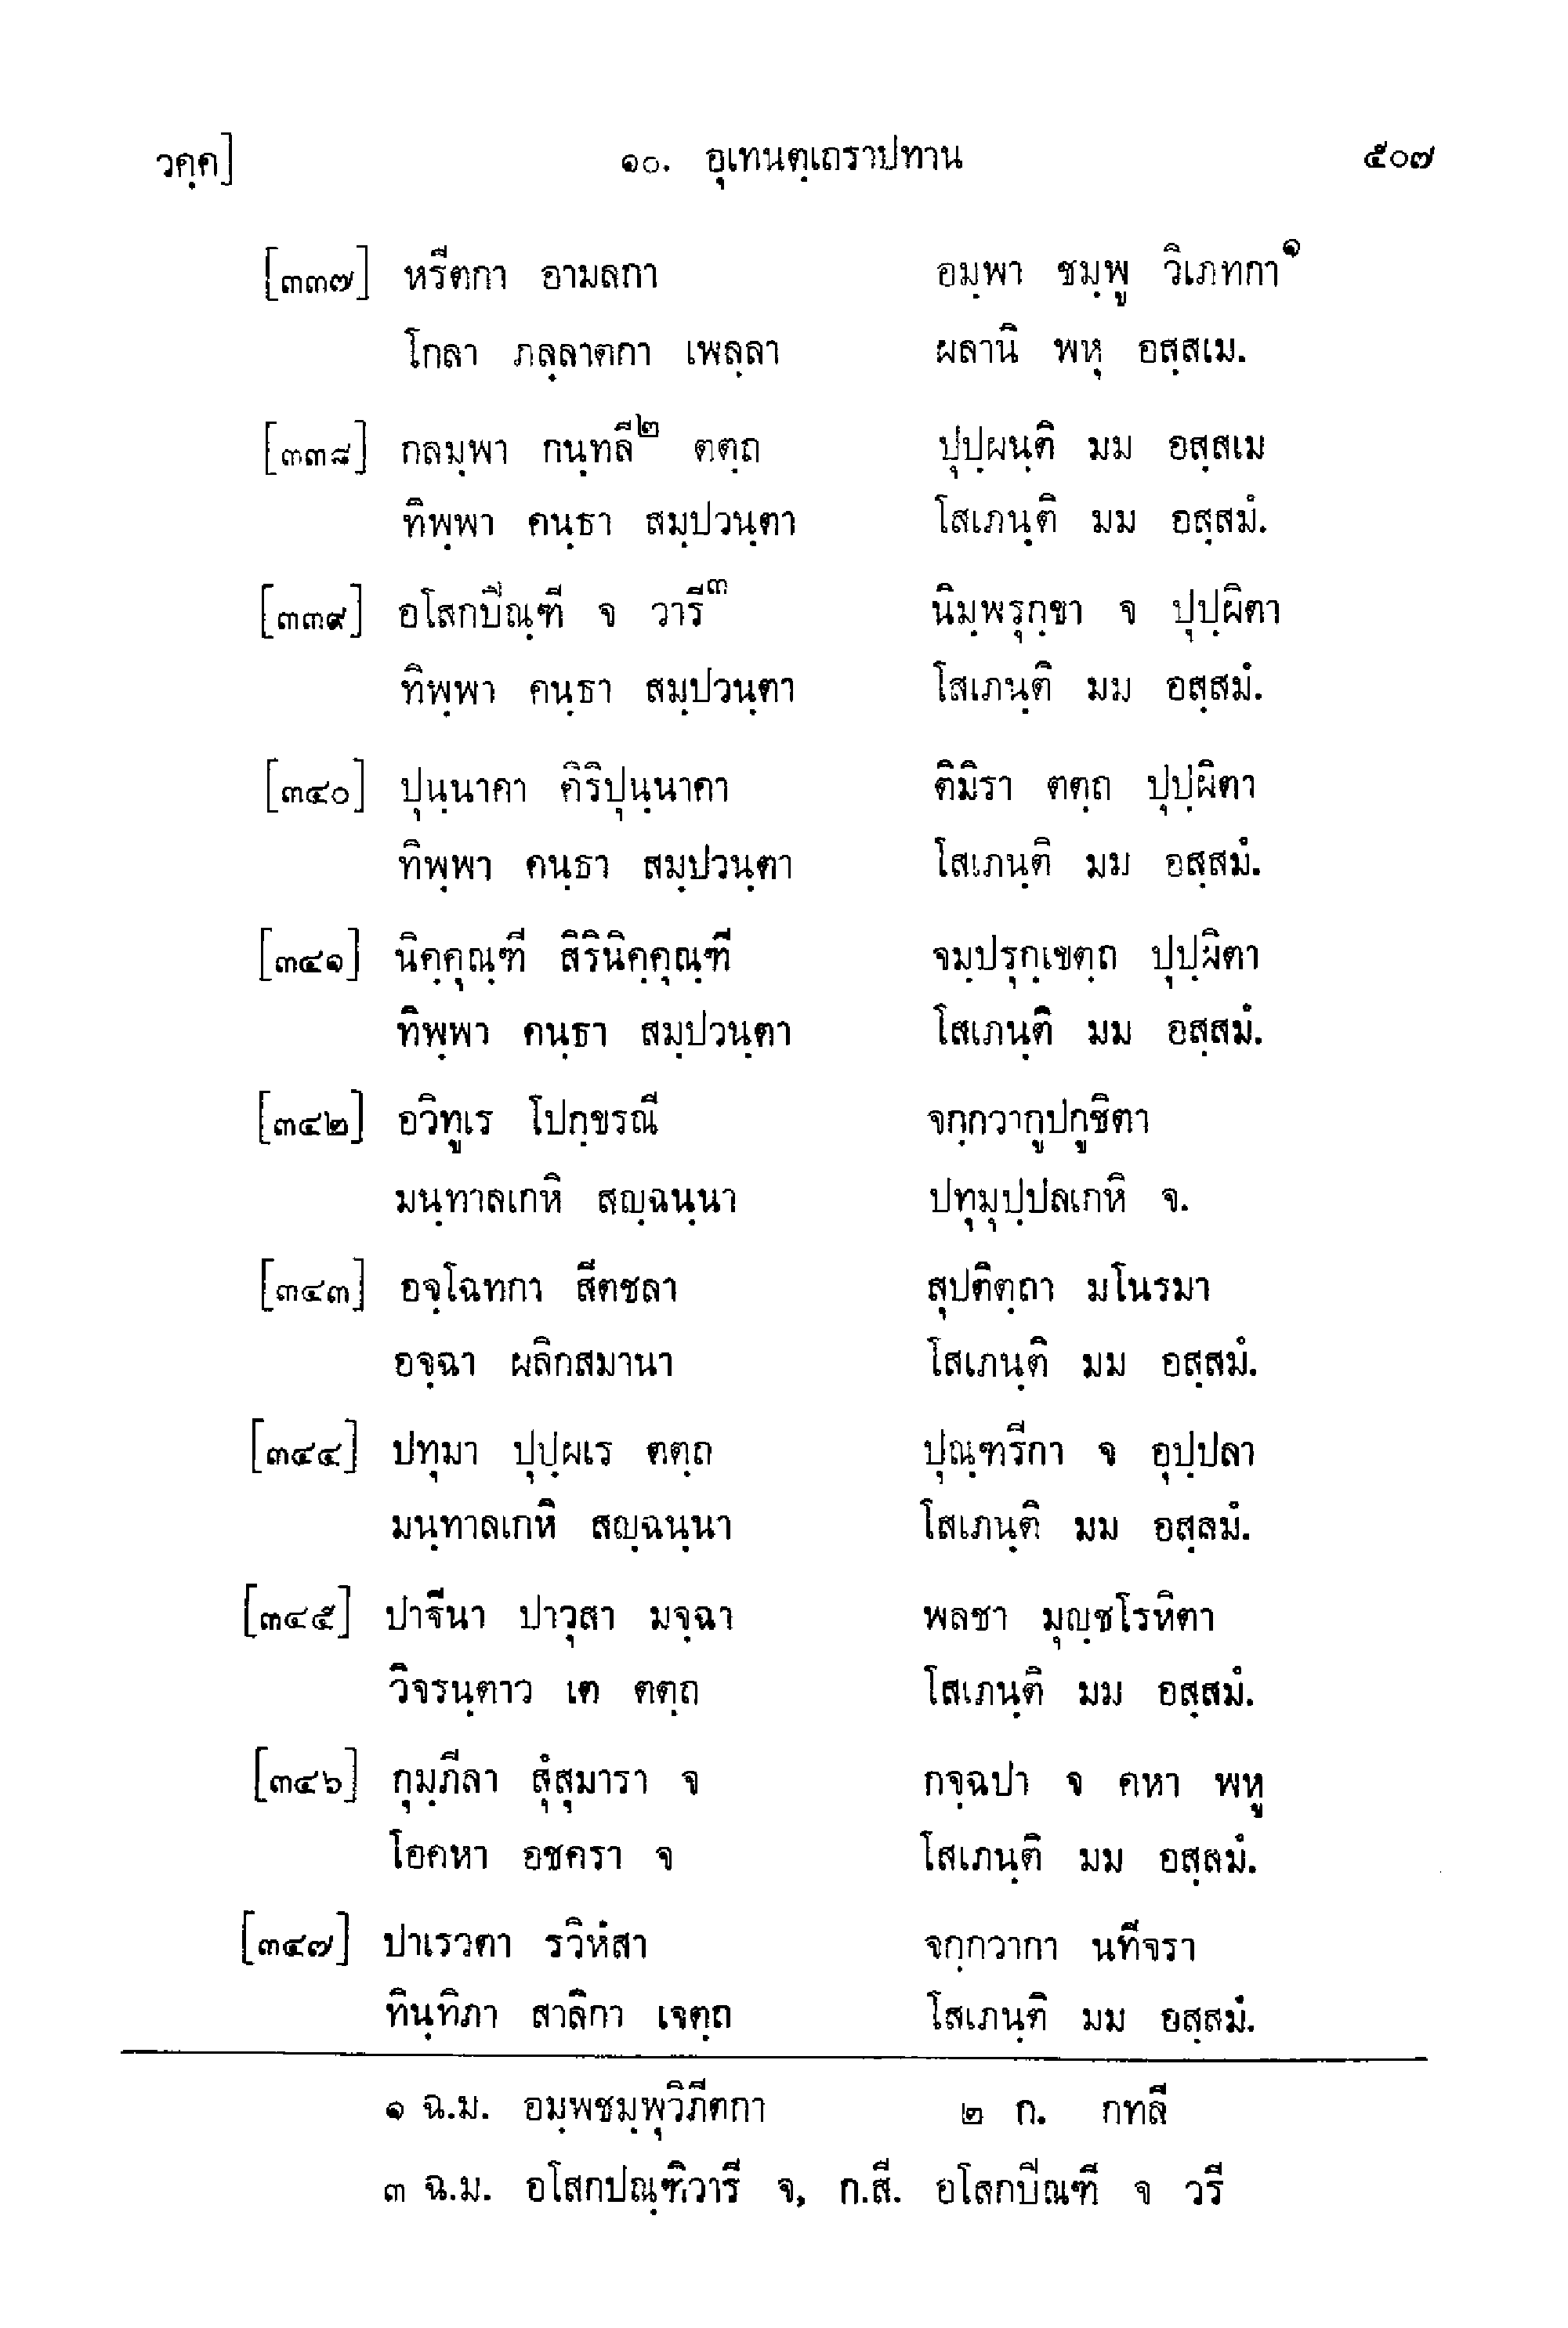 วคฺค] ๑๐. อุเทนตฺเถราปทาน ๕๐๗
[๓๓๗] หรีตกา อามลกา อมฺพา ชมฺพู วิเภทกา๑
โกลา ภลฺลาตกา เพลฺลา ผลานิ พหุ อสฺสเม.
[๓๓๘] กลมฺพา กนฺทลี๒ ตตฺถ ปุปฺผนฺติ มม อสฺสเม
ทิพฺพา คนฺธา สมฺปวนฺตา โสเภนฺติ มม อสฺสมํ.
[๓๓๙] อโสกปิณฺฑี จ วารี๓ นิมฺพรุกฺขา จ ปุปฺผิตา
ทิพฺพา คนฺธา สมฺปวนฺตา โสเภนฺติ มม อสฺสมํ.
[๓๔๐] ปุนฺนาคา คิริปุนฺนาคา ติมิรา ตตฺถ ปุปฺผิตา
ทิพฺพา คนฺธา สมฺปวนฺตา โสเภนฺติ มม อสฺสมํ.
[๓๔๑] นิคฺคุณฺฑี สิรินิคฺคุณฺฑี จมฺปรุกฺเขตฺถ ปุปฺผิตา
ทิพฺพา คนฺธา สมฺปวนฺตา โสเภนฺติ มม อสฺสมํ.
[๓๔๒] อวิทูเร โปกฺขรณี จกฺกวากูปกูชิตา
มนฺทาลเกหิ สญฺฉนฺนา ปทุมุปฺปลเกหิ จ.
[๓๔๓] อจฺโฉทกา สีตชลา สุปติตฺถา มโนรมา
อจฺฉา ผลิกสมานา โสเภนฺติ มม อสฺสมํ.
[๓๔๔] ปทุมา ปุปฺผเร ตตฺถ ปุณฺฑรีกา จ อุปฺปลา
มนฺทาลเกหิ สญฺฉนฺนา โสเภนฺติ มม อสฺสมํ.
[๓๔๕] ปาจีนา ปาวุสา มจฺฉา พลชา มุญฺชโรหิตา
วิจรนฺตาว เต ตตฺถ โสเภนฺติ มม อสฺสมํ.
[๓๔๖] กุมฺภีลา สุํสุมารา จ กจฺฉปา จ คหา พหู
โอคหา อชครา จ โสเภนฺติ มม อสฺสมํ.
[๓๔๗] ปาเรวตา รวิหํสา จกฺกวากา นทีจรา
ทินฺทิภา สาลิกา เจตฺถ โสเภนฺติ มม อสฺสมํ.
๑ ฉ.ม. อมฺพชมฺพุวิภีตกา ๒ ก. กทลี
๓ ฉ.ม. อโสกปณฺฑิวารี จ, ก.สี. อโสกปีณฑี จ วรี